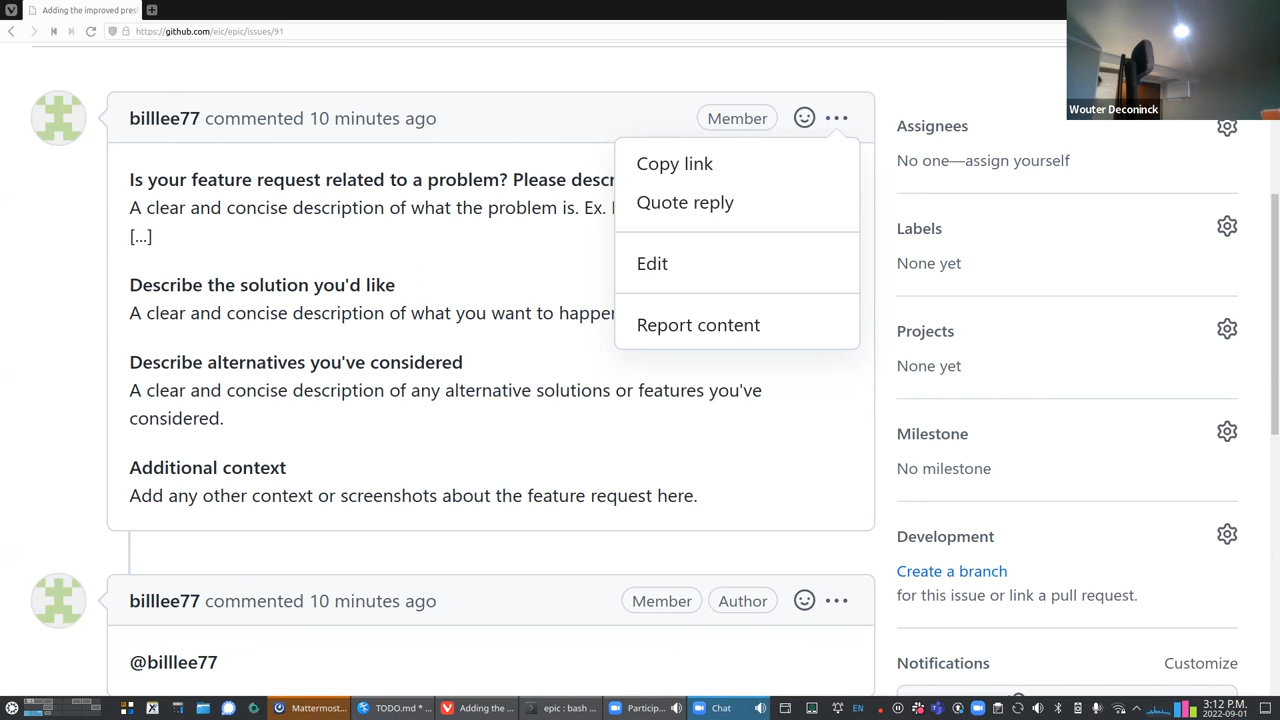 Adding the improved pres
https://github.com/eic/epic/issues/91
Wouter Deconinck
billlee77 commented 10 minutes ago
Member
Copy link
Quote reply
Edit
Report content
Is your feature request related to a problem? Please descr
A clear and concise description of what the problem is. Ex. I
[...]
Describe the solution you'd like
A clear and concise description of what you want to happen
Describe alternatives you've considered
A clear and concise description of any alternative solutions or features you've
considered.
Additional context
Add any other context or screenshots about the feature request here.
billlee77 commented 10 minutes ago
Member
Author
@billlee77
Assignees
No one—assign yourself
Labels
None yet
Projects
None yet
Milestone
No milestone
Development
Create a branch
for this issue or link a pull request.
Notifications
Customize
Mattermost...
TODO.md * ...
Adding the ...
epic : bash ...
Particip...
Chat
EN
3:12 P.M.
2022-09-01